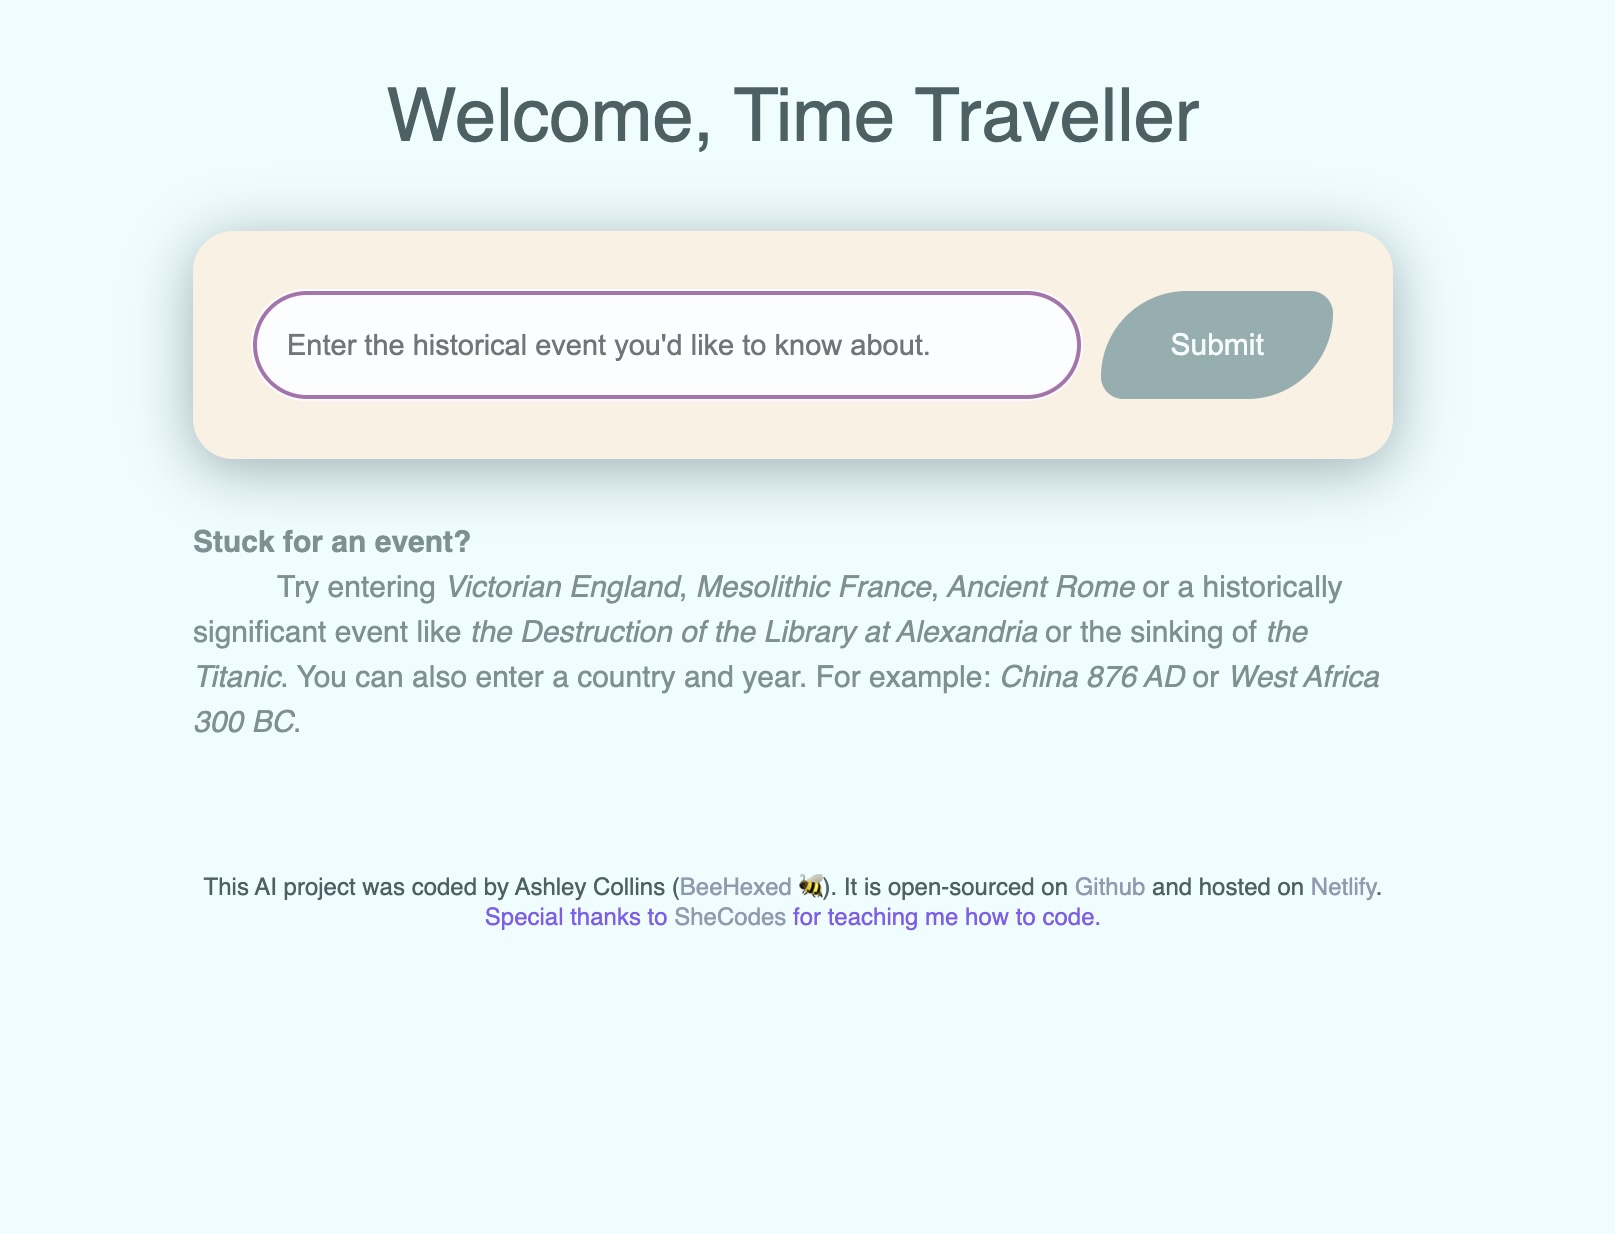 Welcome, Time Traveller
Enter the historical event you'd like to know about.
Submit
Stuck for an event?
Try entering Victorian England, Mesolithic France, Ancient Rome or a historically
significant event like the Destruction of the Library at Alexandria or the sinking of the
Titanic. You can also enter a country and year. For example: China 876 AD or West Africa
300 BC.
This AI project was coded by Ashley Collins (BeeHexed 🐝). It is open-sourced on Github and hosted on Netlify.
Special thanks to SheCodes for teaching me how to code.